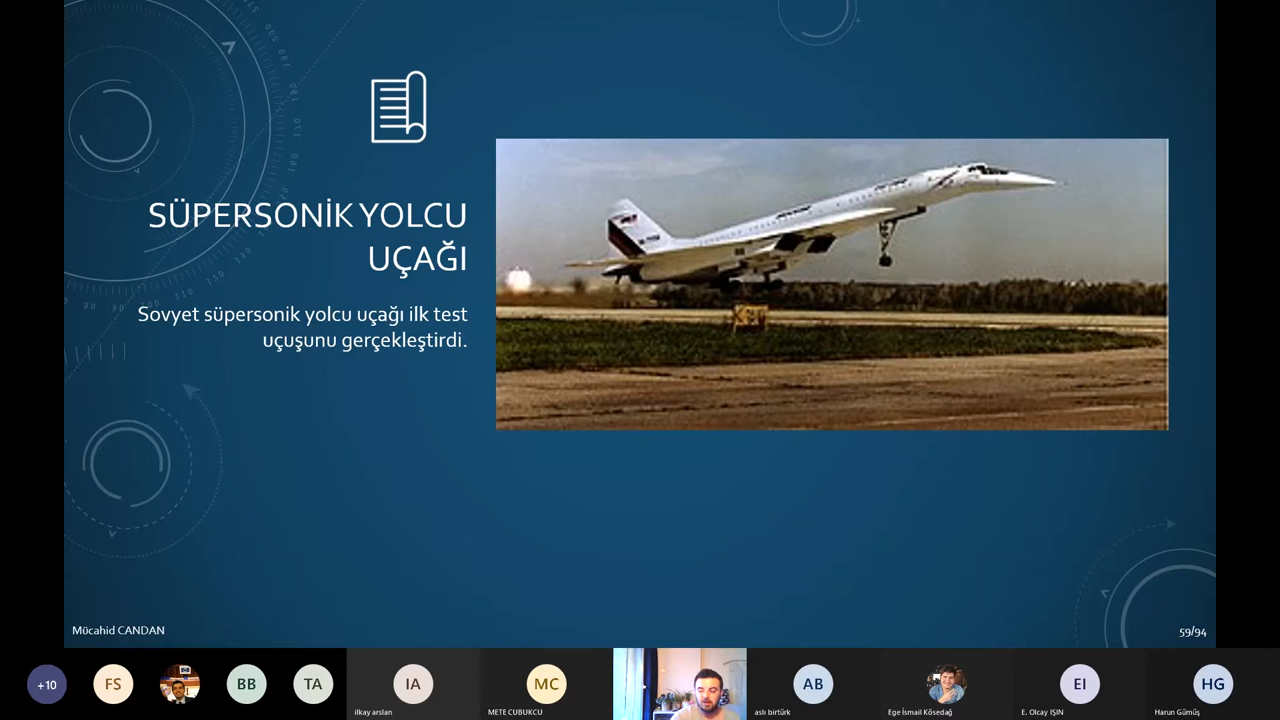 SÜPERSONİK YOLCU
UÇAĞI
Sovyet süpersonik yolcu uçağı ilk test
uçuşunu gerçekleştirdi.
Mücahid CANDAN
59/94
+10
FS
BB
TA
IA
ilkay arslan
MC
METE CUBUKCU
AB
aslı birtürk
Ege İsmail Kösedağ
EI
E. Olcay IŞIN
HG
Harun Gümüş